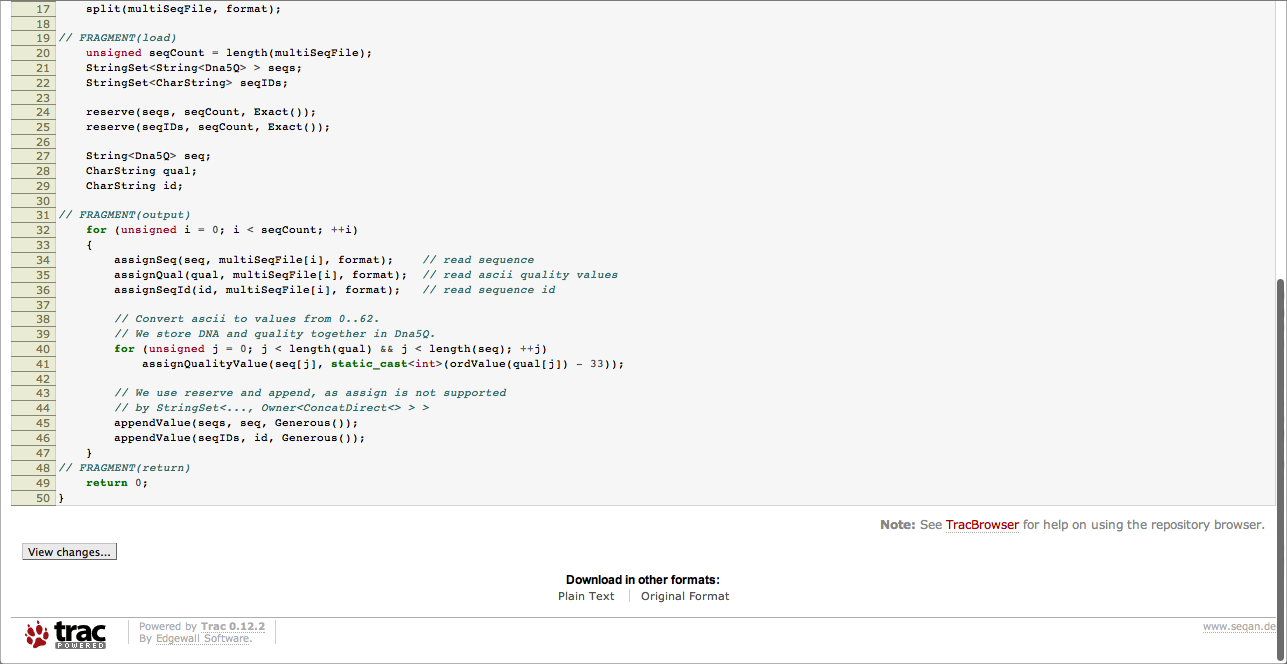 17 split(multiSeqFile, format);
18
19 // FRAGMENT(load)
20 unsigned seqCount = length(multiSeqFile);
21 StringSet<String<Dna5Q> > seqs;
22 StringSet<CharString> seqIDs;
23
24 reserve(seqs, seqCount, Exact());
25 reserve(seqIDs, seqCount, Exact());
26
27 String<Dna5Q> seq;
28 CharString qual;
29 CharString id;
30
31 // FRAGMENT(output)
32 for (unsigned i = 0; i < seqCount; ++i)
33 {
34 assignSeq(seq, multiSeqFile[i], format); // read sequence
35 assignQual(qual, multiSeqFile[i], format); // read ascii quality values
36 assignSeqId(id, multiSeqFile[i], format); // read sequence id
37
38 // Convert ascii to values from 0..62.
39 // We store DNA and quality together in Dna5Q.
40 for (unsigned j = 0; j < length(qual) && j < length(seq); ++j)
41 assignQualityValue(seq[j], static_cast<int>(ordValue(qual[j]) - 33));
42
43 // We use reserve and append, as assign is not supported
44 // by StringSet<..., Owner<ConcatDirect<> > >
45 appendValue(seqs, seq, Generous());
46 appendValue(seqIDs, id, Generous());
47 }
48 // FRAGMENT(return)
49 return 0;
50 }
Note: See TracBrowser for help on using the repository browser.
View changes...
Download in other formats:
Plain Text Original Format
trac POWERED
Powered by Trac 0.12.2
By Edgewall Software.
www.seqan.de